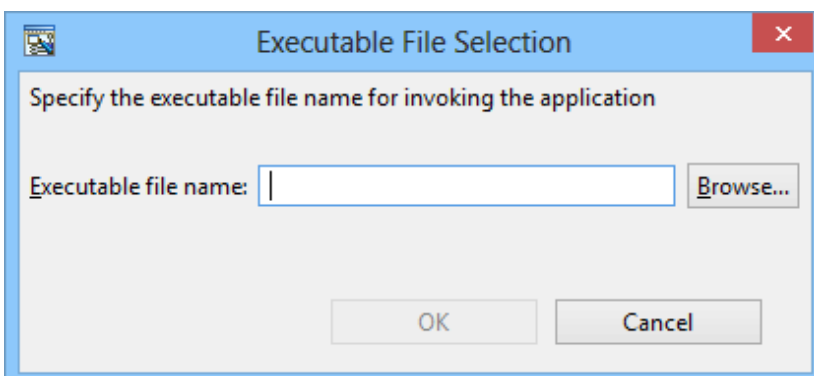 Executable File Selection
Specify the executable file name for invoking the application
Executable file name:
Browse...
OK
Cancel